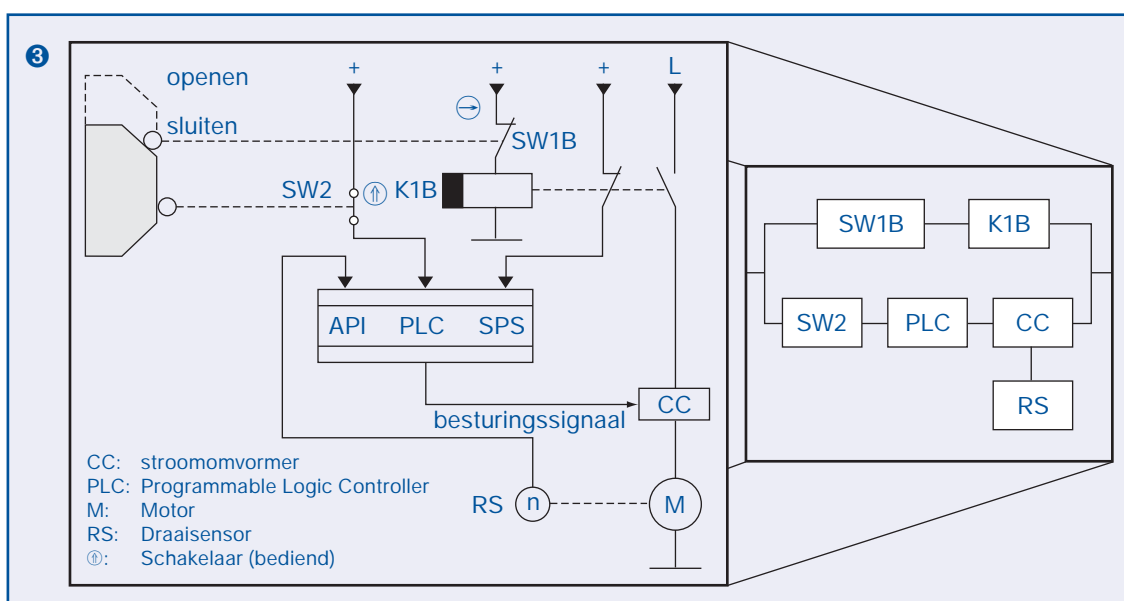 ❸
openen
sluiten
+ + + L
SW1B
SW2
K1B
API PLC SPS
CC
besturingssignaal
CC: stroomomvormer
PLC: Programmable Logic Controller
M: Motor
RS: Draaisensor
⇑: Schakelaar (bediend)
RS n M
SW1B K1B
SW2 PLC CC
RS